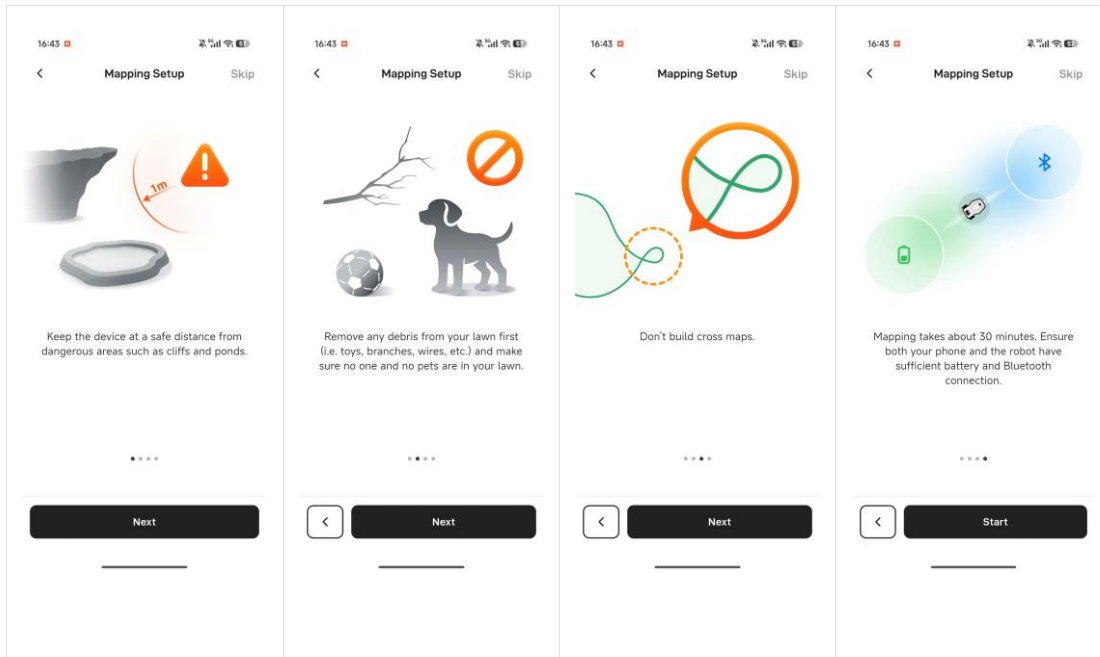 16:43
Mapping Setup
Skip
1m
Keep the device at a safe distance from
dangerous areas such as cliffs and ponds.
Next
16:43
Mapping Setup
Skip
Remove any debris from your lawn first
(i.e. toys, branches, wires, etc.) and make
sure no one and no pets are in your lawn.
Next
16:43
Mapping Setup
Skip
Don't build cross maps.
Next
16:43
Mapping Setup
Skip
Mapping takes about 30 minutes. Ensure
both your phone and the robot have
sufficient battery and Bluetooth
connection.
Start